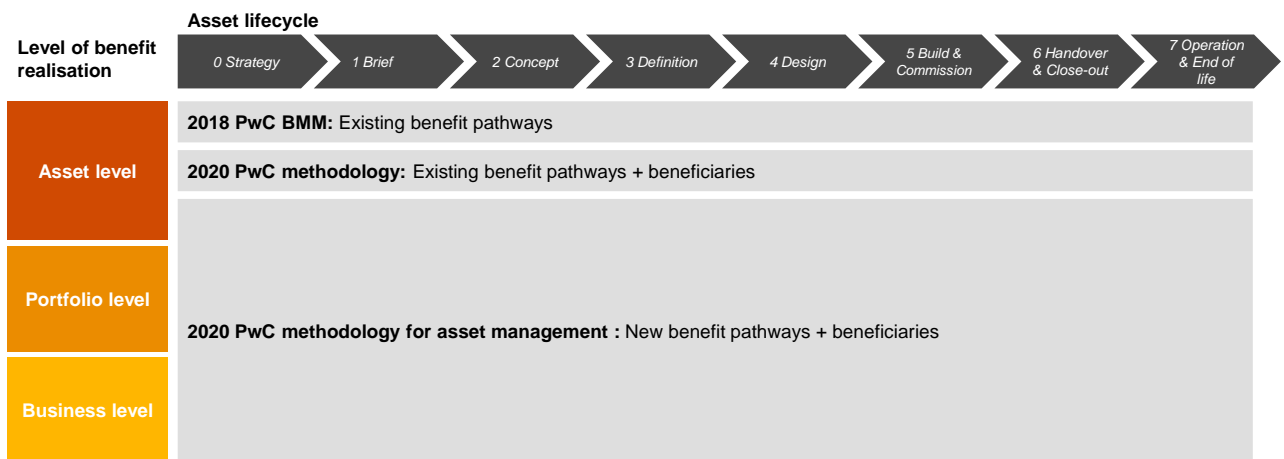 Asset lifecycle
Level of benefit
realisation
0 Strategy
1 Brief
2 Concept
3 Definition
4 Design
5 Build &
Commission
6 Handover
& Close-out
7 Operation
& End of
life
Asset level
2018 PwC BMM: Existing benefit pathways
2020 PwC methodology: Existing benefit pathways + beneficiaries
Portfolio level
2020 PwC methodology for asset management : New benefit pathways + beneficiaries
Business level